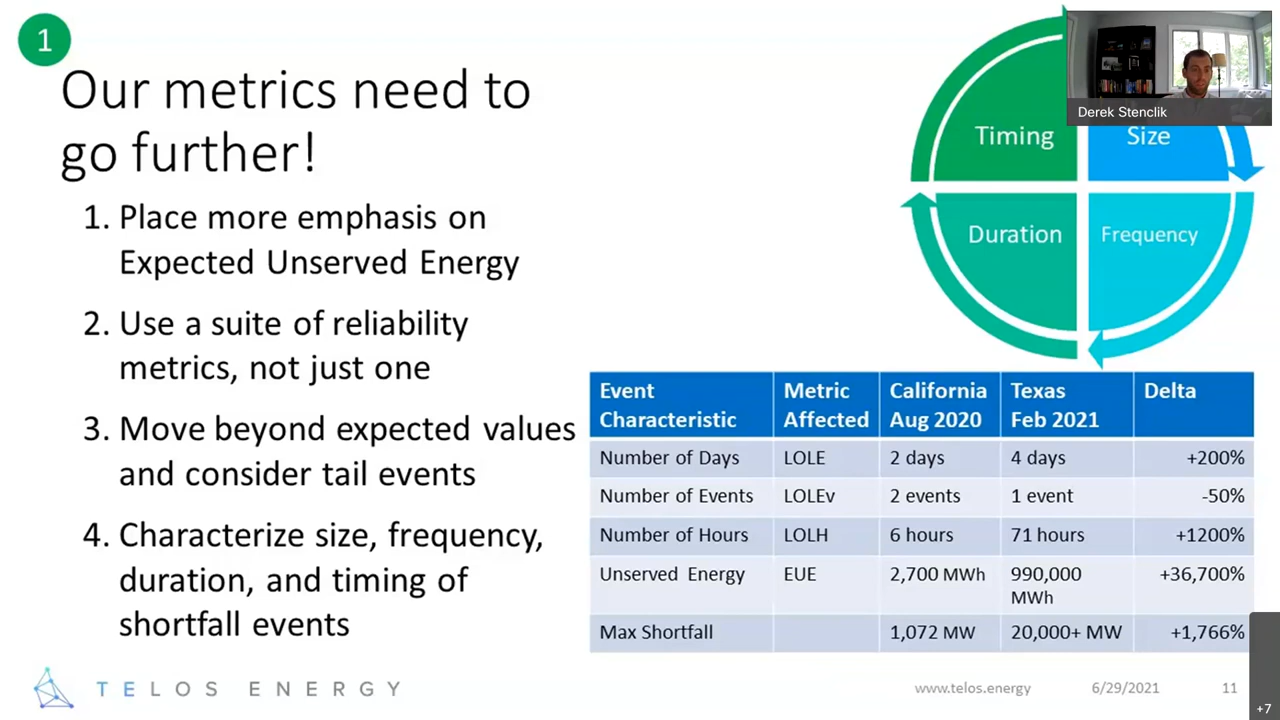 1
Our metrics need to
go further!
1. Place more emphasis on
Expected Unserved Energy
2. Use a suite of reliability
metrics, not just one
3. Move beyond expected values
and consider tail events
4. Characterize size, frequency,
duration, and timing of
shortfall events
Derek Stenclik
Timing
Size
Duration
Frequency
Event Characteristic Metric Affected California Aug 2020 Texas Feb 2021 Delta
Number of Days LOLE 2 days 4 days +200%
Number of Events LOLEv 2 events 1 event -50%
Number of Hours LOLH 6 hours 71 hours +1200%
Unserved Energy EUE 2,700 MWh 990,000 MWh +36,700%
Max Shortfall 1,072 MW 20,000+ MW +1,766%
TELOS ENERGY
www.telos.energy
6/29/2021
11
+7